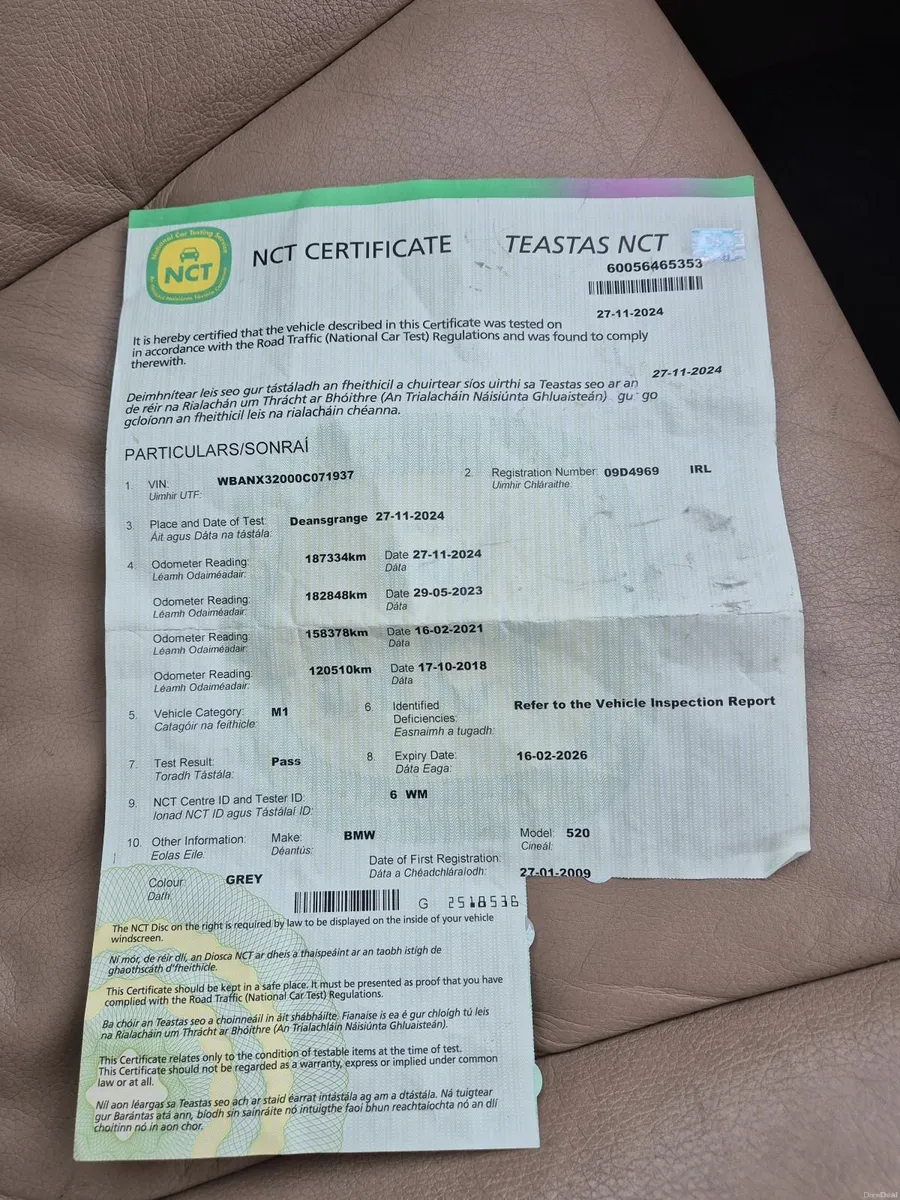 National Car Testing Service
NCT
NCT CERTIFICATE TEASTAS NCT
60056465353
27-11-2024
It is hereby certified that the vehicle described in this Certificate was tested on
in accordance with the Road Traffic (National Car Test) Regulations and was found to comply
therewith.
27-11-2024
Deimhnítear leis seo gur tástáladh an fheithicil a chuirtear síos uirthi sa Teastas seo ar an
de réir na Rialachán um Thrácht ar Bhóithre (An Trialacháin Náisiúnta Ghluaisteán) gu go
gcloíonn an fheithicil leis na rialacháin chéanna.
PARTICULARS/SONRAÍ
1. VIN: WBANX32000C071937 2. Registration Number: 09D4969 IRL
Uimhir UTF: Uimhir Chláraithe:
3. Place and Date of Test: Deansgrange 27-11-2024
Áit agus Dáta na tástála:
4. Odometer Reading: 187334km Date 27-11-2024
Léamh Odaiméadair: Dáta
Odometer Reading: 182848km Date 29-05-2023
Léamh Odaiméadair: Dáta
Odometer Reading: 158378km Date 16-02-2021
Léamh Odaiméadair: Dáta
Odometer Reading: 120510km Date 17-10-2018
Léamh Odaiméadair: Dáta
5. Vehicle Category: M1 6. Identified Refer to the Vehicle Inspection Report
Catagóir na feithicle: Deficiencies:
Easnaimh a tugadh:
7. Test Result: Pass 8. Expiry Date: 16-02-2026
Toradh Tástála: Dáta Eaga:
9. NCT Centre ID and Tester ID: 6 WM
Ionad NCT ID agus Tástálaí ID:
10. Other Information: Make: BMW Model: 520
Eolas Eile: Déantús: Cineál:
Date of First Registration: 27-01-2009
Dáta a Chéadchláraíodh:
Colour: GREY
Dath:
G 2518536
The NCT Disc on the right is required by law to be displayed on the inside of your vehicle
windscreen.
Ní mór, de réir dlí, an Diosca NCT ar dheis a thaispeáint ar an taobh istigh de
ghaothscáth d'fheithicle.
This Certificate should be kept in a safe place. It must be presented as proof that you have
complied with the Road Traffic (National Car Test) Regulations.
Ba chóir an Teastas seo a choinneáil in áit shábháilte. Fianaise is ea é gur chloígh tú leis
na Rialacháin um Thrácht ar Bhóithre (An Trialachláin Náisiúnta Ghluaisteán).
This Certificate relates only to the condition of testable items at the time of test.
This Certificate should not be regarded as a warranty, express or implied under common
law or at all.
Níl aon léargas sa Teastas seo ach ar staid éarraí intástála ag am a dtástála. Ná tuigtear
gur Barántas atá ann, bíodh sin sainráite nó intuigthe faoi bhun reachtaíochta nó an dlí
choitinn nó in aon chor.
DoneDeal